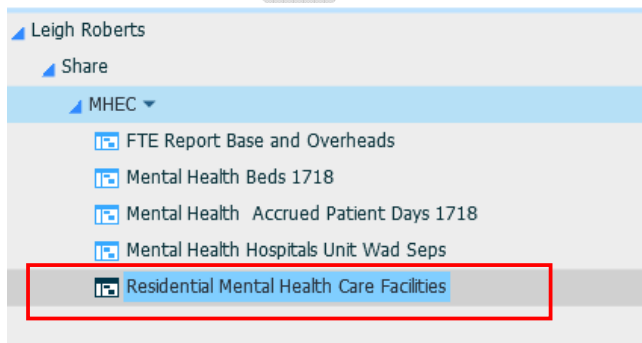 Leigh Roberts
Share
MHEC
FTE Report Base and Overheads
Mental Health Beds 1718
Mental Health  Accrued Patient Days 1718
Mental Health Hospitals Unit Wad Seps
Residential Mental Health Care Facilities